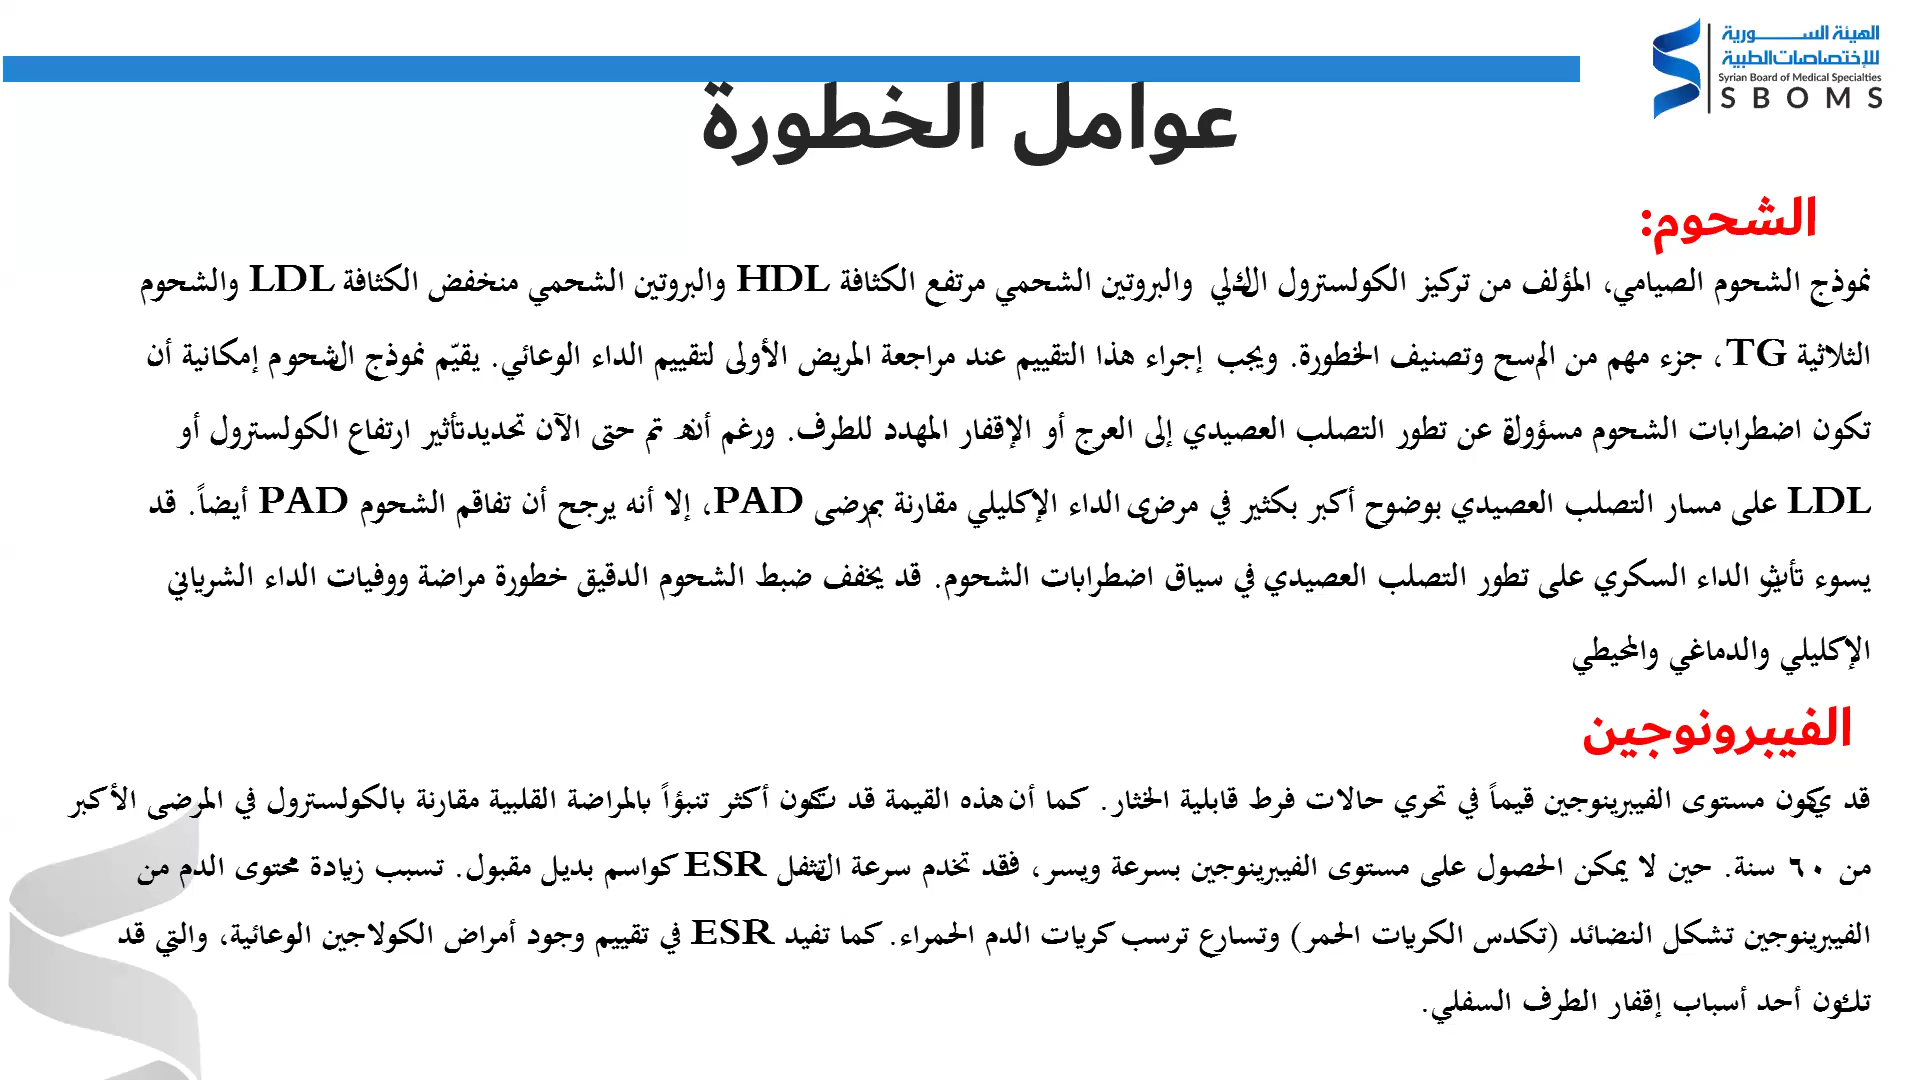 الهيئة الســـــورية
للإختصاصات الطبية
Syrian Board of Medical Specialties
SBOMS
عوامل الخطورة
الشحوم:
نموذج الشحوم الصيامي، المؤلف من تركيز الكولسترول الكلي والبروتين الشحمي مرتفع الكثافة HDL والبروتين الشحمي منخفض الكثافة LDL والشحوم
الثلاثية TG، جزء مهم من المسح وتصنيف الخطورة. ويجب إجراء هذا التقييم عند مراجعة المريض الأولى لتقييم الداء الوعائي. يقيّم نموذج الشحوم إمكانية أن
تكون اضطرابات الشحوم مسؤولة عن تطور التصلب العصيدي إلى العرج أو الإقفار المهدد للطرف. ورغم أنه تم حتى الآن تحديد تأثير ارتفاع الكولسترول أو
LDL على مسار التصلب العصيدي بوضوح أكبر بكثير في مرضى الداء الإكليلي مقارنة بمرضى PAD، إلا أنه يرجح أن تفاقم الشحوم PAD أيضاً. قد
يسوء تأثير الداء السكري على تطور التصلب العصيدي في سياق اضطرابات الشحوم. قد يخفف ضبط الشحوم الدقيق خطورة مراضة ووفيات الداء الشرياني
الإكليلي والدماغي والمحيطي
الفيبرونوجين
قد يكون مستوى الفيبرينوجين قيماً في تحري حالات فرط قابلية الخثار. كما أن هذه القيمة قد تكون أكثر تنبؤاً بالمراضة القلبية مقارنة بالكولسترول في المرضى الأكبر
من ٦٠ سنة. حين لا يمكن الحصول على مستوى الفيبرينوجين بسرعة ويسر، فقد تخدم سرعة التثفل ESR كواسم بديل مقبول. تسبب زيادة محتوى الدم من
الفيبرينوجين تشكل النضائد (تكدس الكريات الحمر) وتسارع ترسب كريات الدم الحمراء. كما تفيد ESR في تقييم وجود أمراض الكولاجين الوعائية، والتي قد
تكون أحد أسباب إقفار الطرف السفلي.